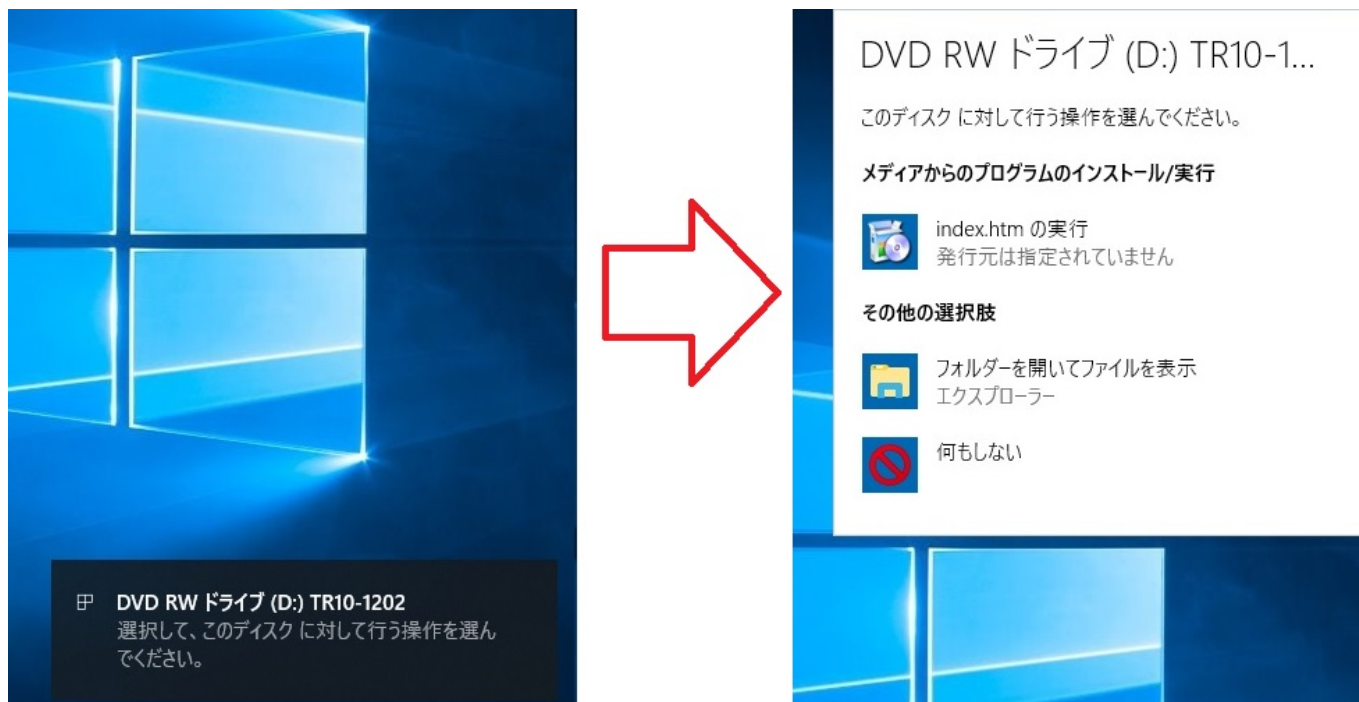 DVD RW ドライブ (D:) TR10-1202
選択して、このディスク に対して行う操作を選ん
でください。
DVD RW ドライブ (D:) TR10-1...
このディスク に対して行う操作を選んでください。
メディアからのプログラムのインストール/実行
index.htm の実行
発行元は指定されていません
その他の選択肢
フォルダーを開いてファイルを表示
エクスプローラー
何もしない